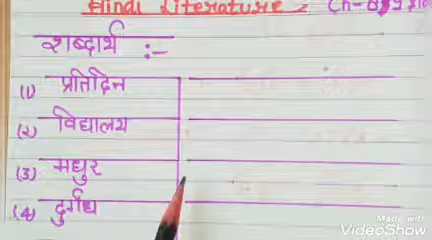 Hindi Literature
शब्दार्थ :-
(1) प्रतिदिन
(2) विद्यालय
(3) मधुर
(4) दुर्गंध
Made with
VideoShow